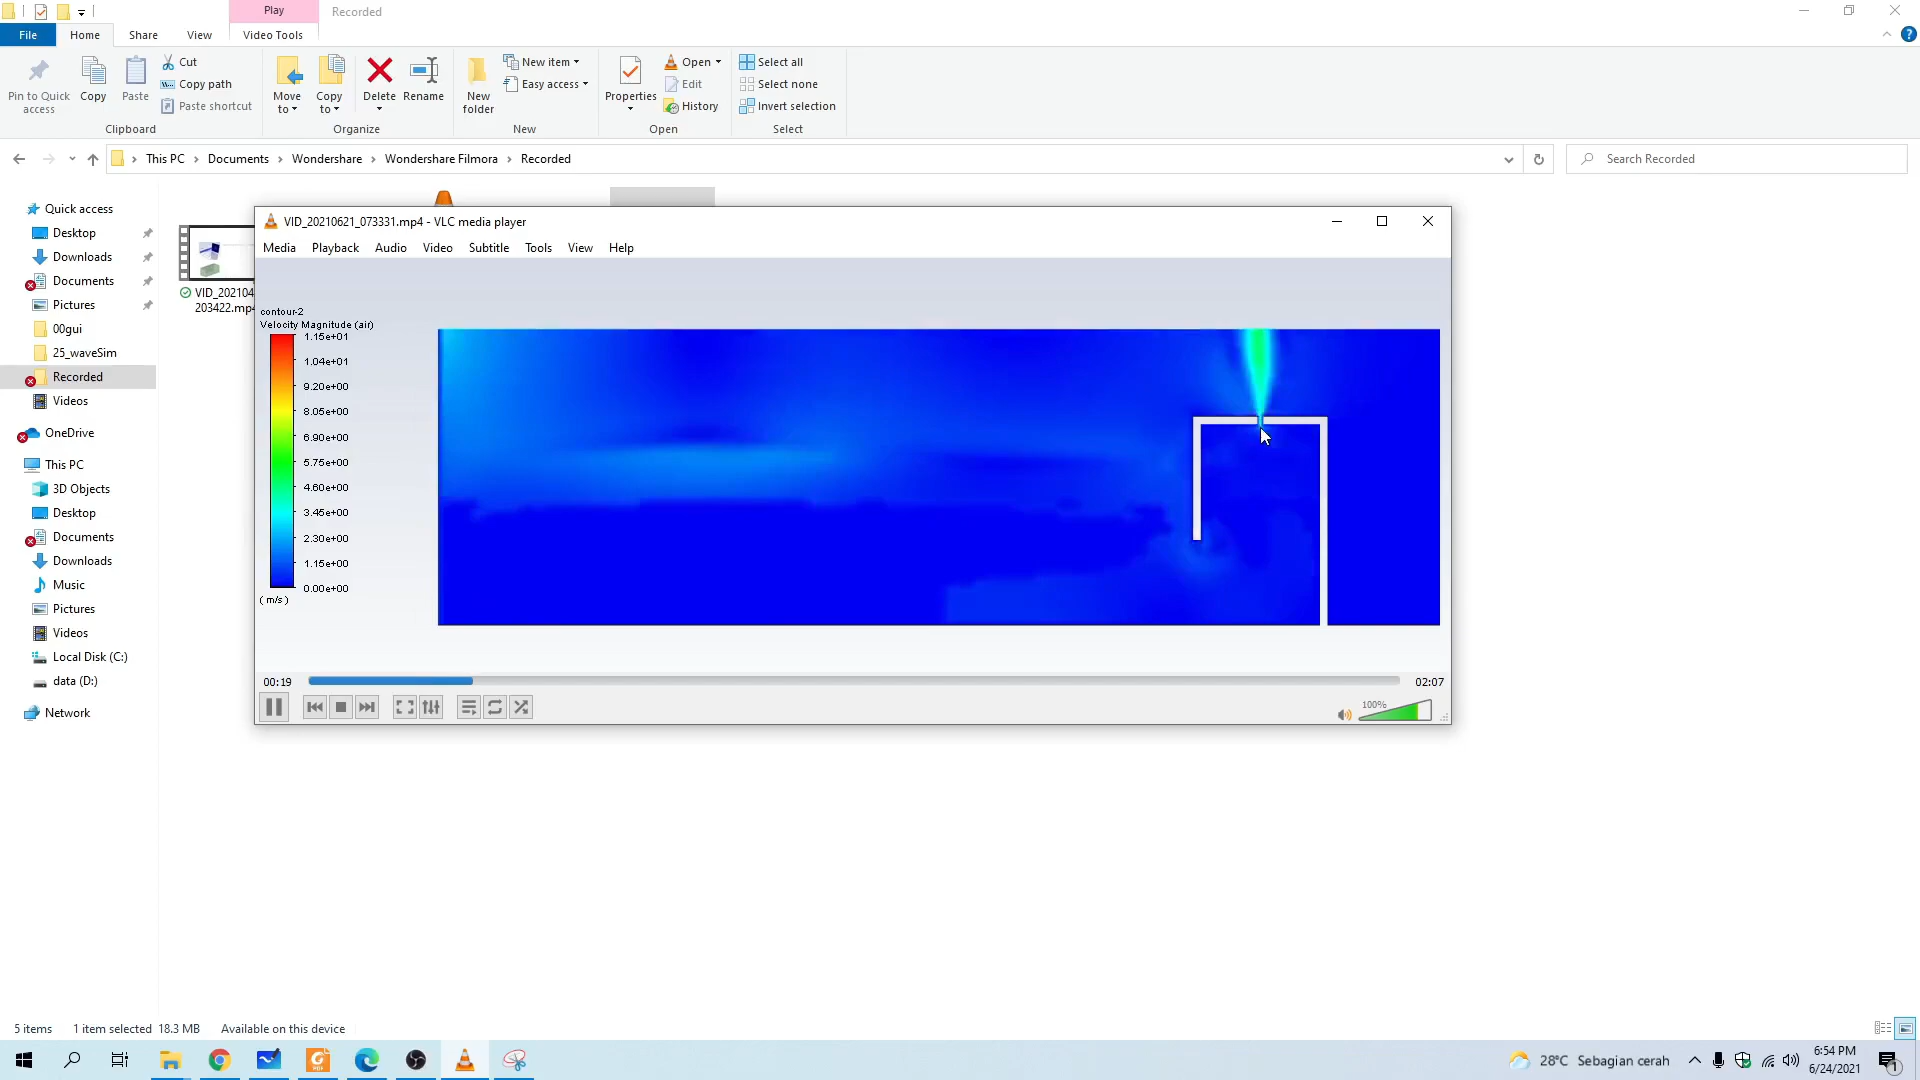 Play
Recorded
File
Home
Share
View
Video Tools
Pin to Quick access
Copy
Paste
Cut
Copy path
Paste shortcut
Move to
Copy to
Delete
Rename
New folder
New item
Easy access
Properties
Open
Edit
History
Select all
Select none
Invert selection
Clipboard
Organize
New
Open
Select
This PC
Documents
Wondershare
Wondershare Filmora
Recorded
Search Recorded
Quick access
Desktop
Downloads
Documents
Pictures
00gui
25_waveSim
Recorded
Videos
OneDrive
This PC
3D Objects
Desktop
Documents
Downloads
Music
Pictures
Videos
Local Disk (C:)
data (D:)
Network
VID_202104
203422.mp4
VID_20210621_073331.mp4 - VLC media player
Media Playback Audio Video Subtitle Tools View Help
contour-2
Velocity Magnitude (air)
1.15e+01
1.04e+01
9.20e+00
8.05e+00
6.90e+00
5.75e+00
4.60e+00
3.45e+00
2.30e+00
1.15e+00
0.00e+00
( m/s )
00:19
02:07
100%
5 items 1 item selected 18.3 MB Available on this device
28°C Sebagian cerah
6:54 PM
6/24/2021
1